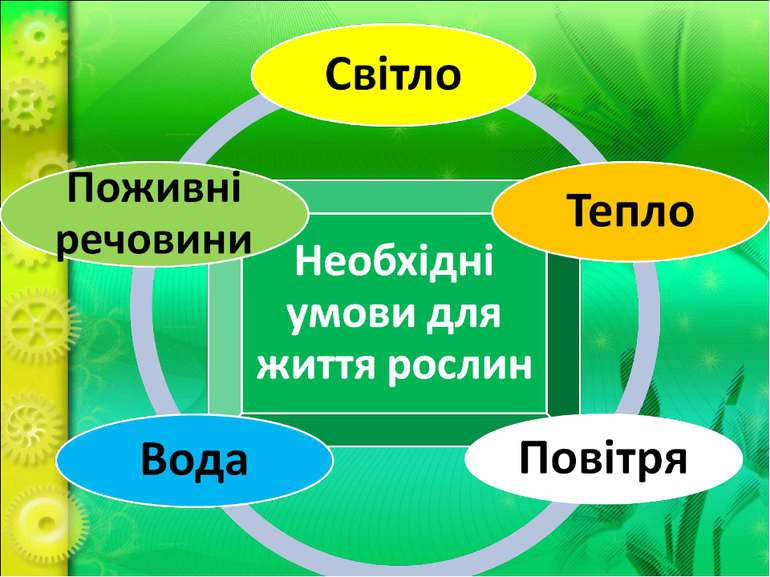 Світло
Поживні
речовини
Тепло
Необхідні
умови для
життя рослин
Вода
Повітря